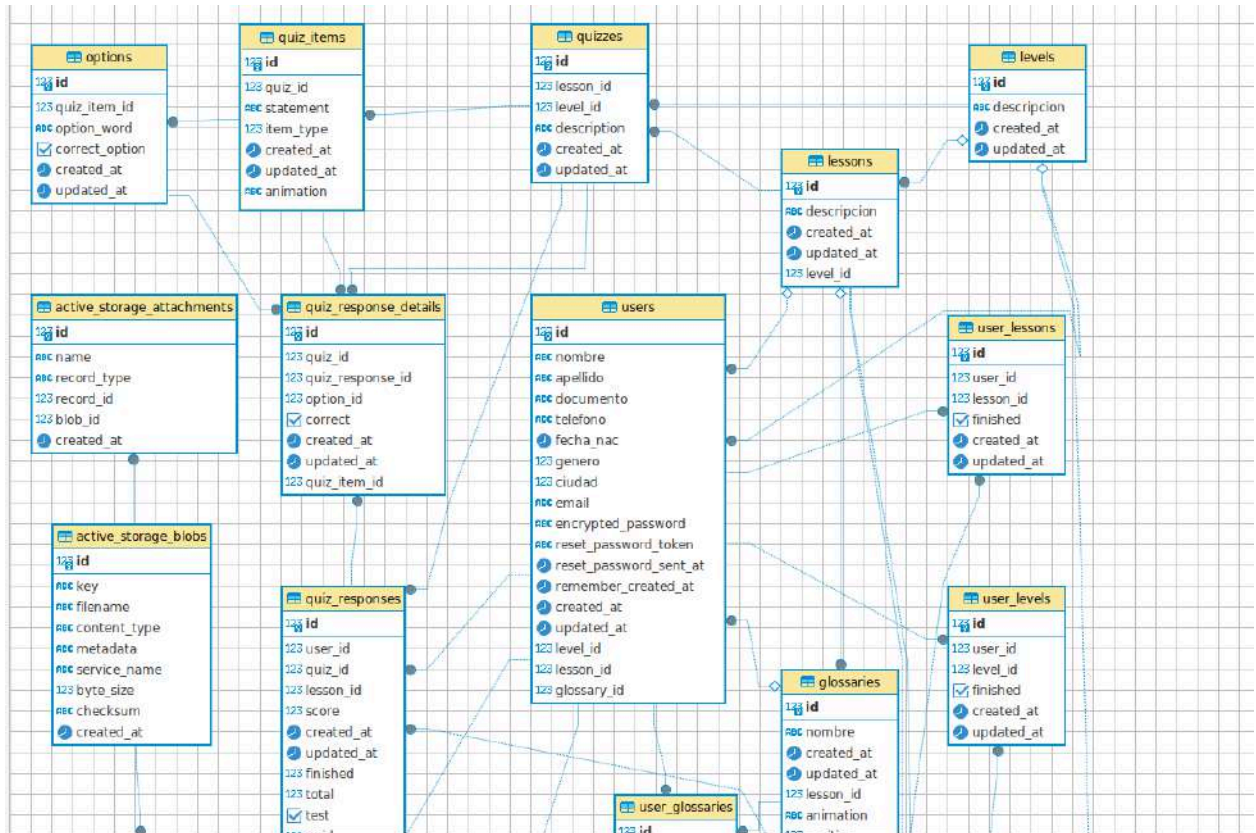 options
id
quiz_item_id
option_word
correct_option
created_at
updated_at
quiz_items
id
quiz_id
statement
item_type
created_at
updated_at
animation
quizzes
id
lesson_id
level_id
description
created_at
updated_at
levels
id
descripcion
created_at
updated_at
lessons
id
descripcion
created_at
updated_at
level_id
active_storage_attachments
id
name
record_type
record_id
blob_id
created_at
quiz_response_details
id
quiz_id
quiz_response_id
option_id
correct
created_at
updated_at
quiz_item_id
users
id
nombre
apellido
documento
telefono
fecha_nac
genero
ciudad
email
encrypted_password
reset_password_token
reset_password_sent_at
remember_created_at
created_at
updated_at
level_id
lesson_id
glossary_id
user_lessons
id
user_id
lesson_id
finished
created_at
updated_at
active_storage_blobs
id
key
filename
content_type
metadata
service_name
byte_size
checksum
created_at
quiz_responses
id
user_id
quiz_id
lesson_id
score
created_at
updated_at
finished
total
test
user_levels
id
user_id
level_id
finished
created_at
updated_at
glossaries
id
nombre
created_at
updated_at
lesson_id
animation
user_glossaries
id